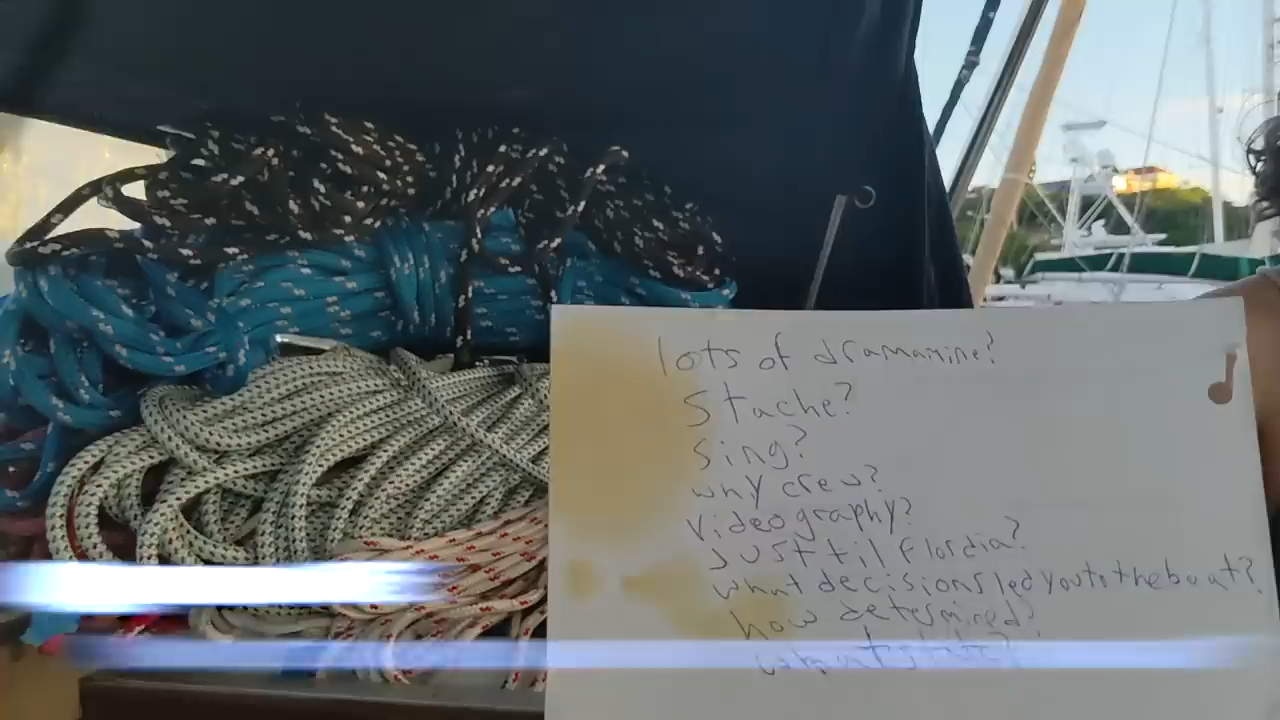 lots of dramamine?
Stache?
Sing?
why crew?
Videography?
Just til flordia?
what decisions led you to the boat?
how determined?
what